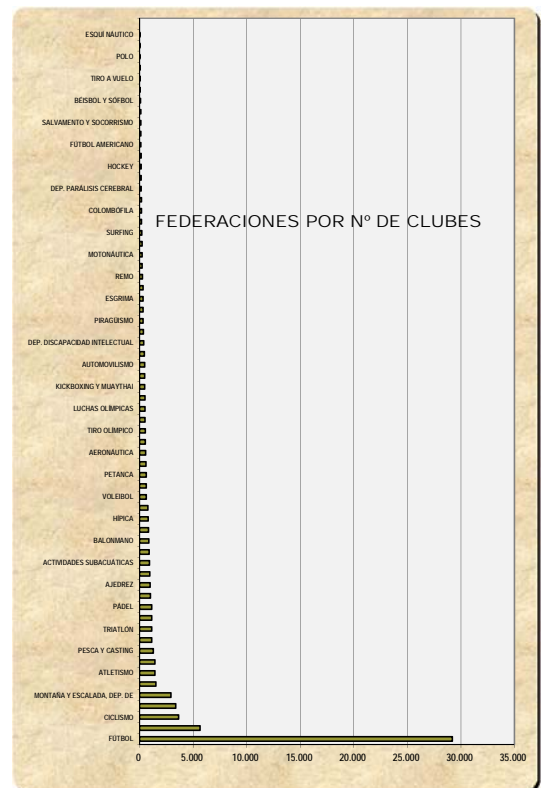 ESQUÍ NÁUTICO
POLO
TIRO A VUELO
BÉISBOL Y SÓFBOL
SALVAMENTO Y SOCORRISMO
FÚTBOL AMERICANO
HOCKEY
DEP. PARÁLISIS CEREBRAL
COLOMBÓFILA
FEDERACIONES POR Nº DE CLUBES
SURFING
MOTONÁUTICA
REMO
ESGRIMA
PIRAGÜISMO
DEP. DISCAPACIDAD INTELECTUAL
AUTOMOVILISMO
KICKBOXING Y MUAYTHAI
LUCHAS OLÍMPICAS
TIRO OLÍMPICO
AERONÁUTICA
PETANCA
VOLEIBOL
HÍPICA
BALONMANO
ACTIVIDADES SUBACUÁTICAS
AJEDREZ
PÁDEL
TRIATLÓN
PESCA Y CASTING
ATLETISMO
MONTAÑA Y ESCALADA, DEP. DE
CICLISMO
FÚTBOL
0 5.000 10.000 15.000 20.000 25.000 30.000 35.000